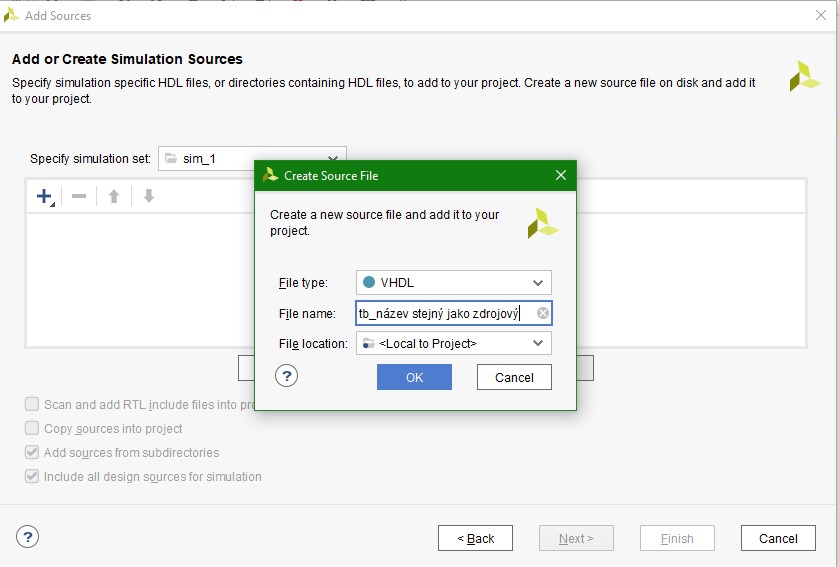 Add Sources
Add or Create Simulation Sources
Specify simulation specific HDL files, or directories containing HDL files, to add to your project. Create a new source file on disk and add it
to your project.
Specify simulation set:
sim_1
Create Source File
Create a new source file and add it to your
project.
File type:
VHDL
File name:
tb_název stejný jako zdrojový
File location:
<Local to Project>
?
OK
Cancel
Scan and add RTL include files into
Copy sources into project
Add sources from subdirectories
Include all design sources for simulation
?
< Back
Next >
Finish
Cancel